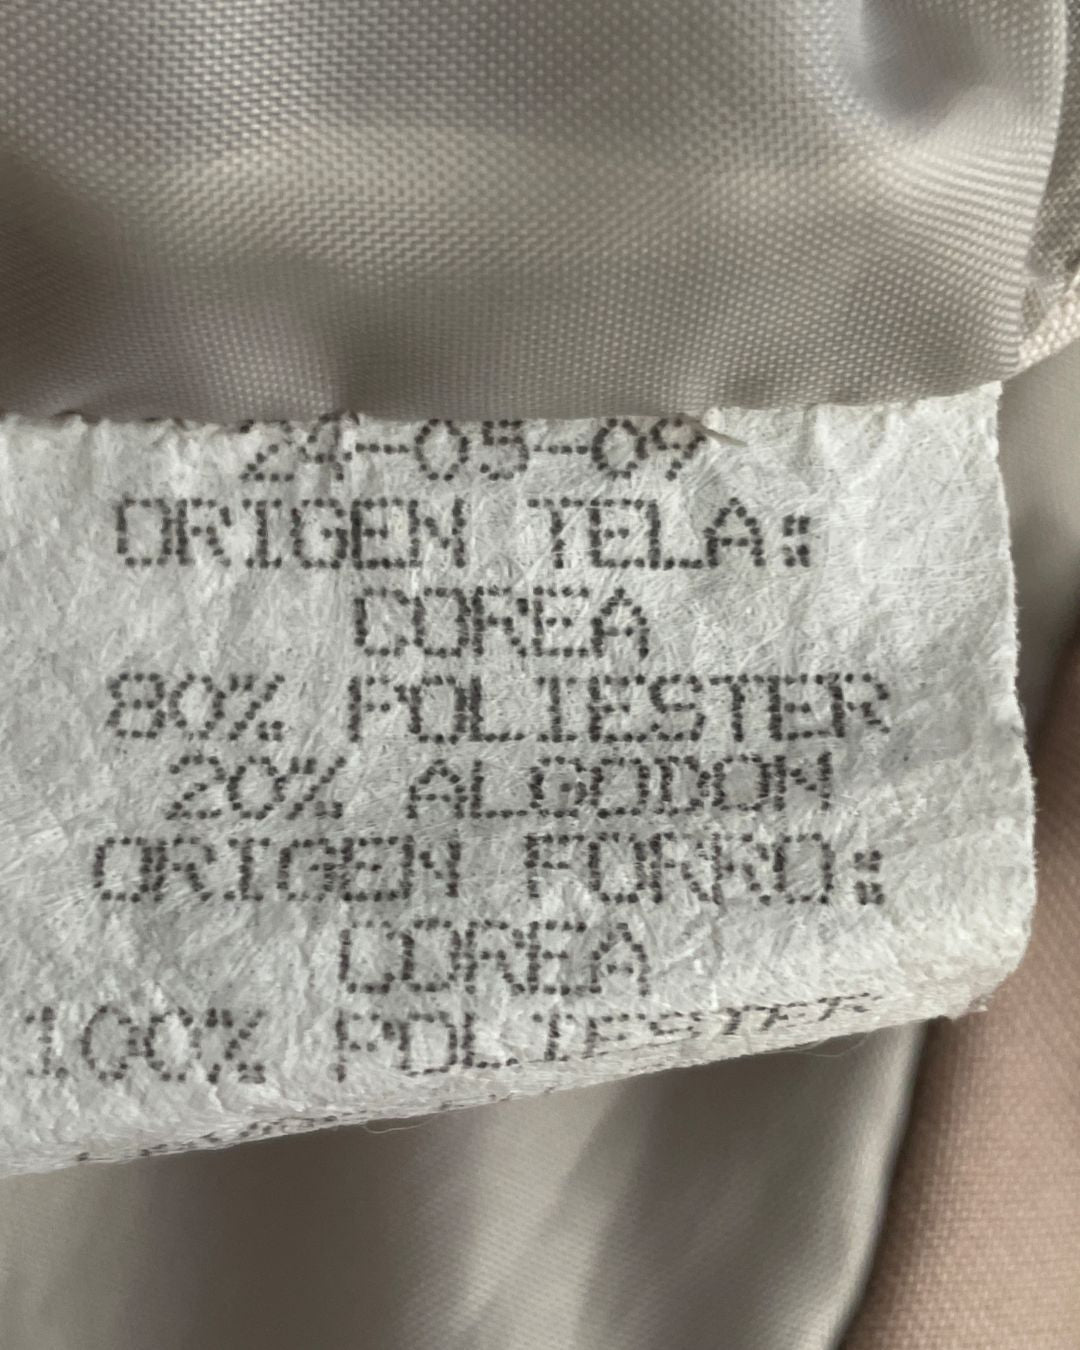 24-05-09
ORIGEN TELA:
COREA
80% POLIESTER
20% ALGODON
ORIGEN FORRO:
COREA
100% POLIESTER